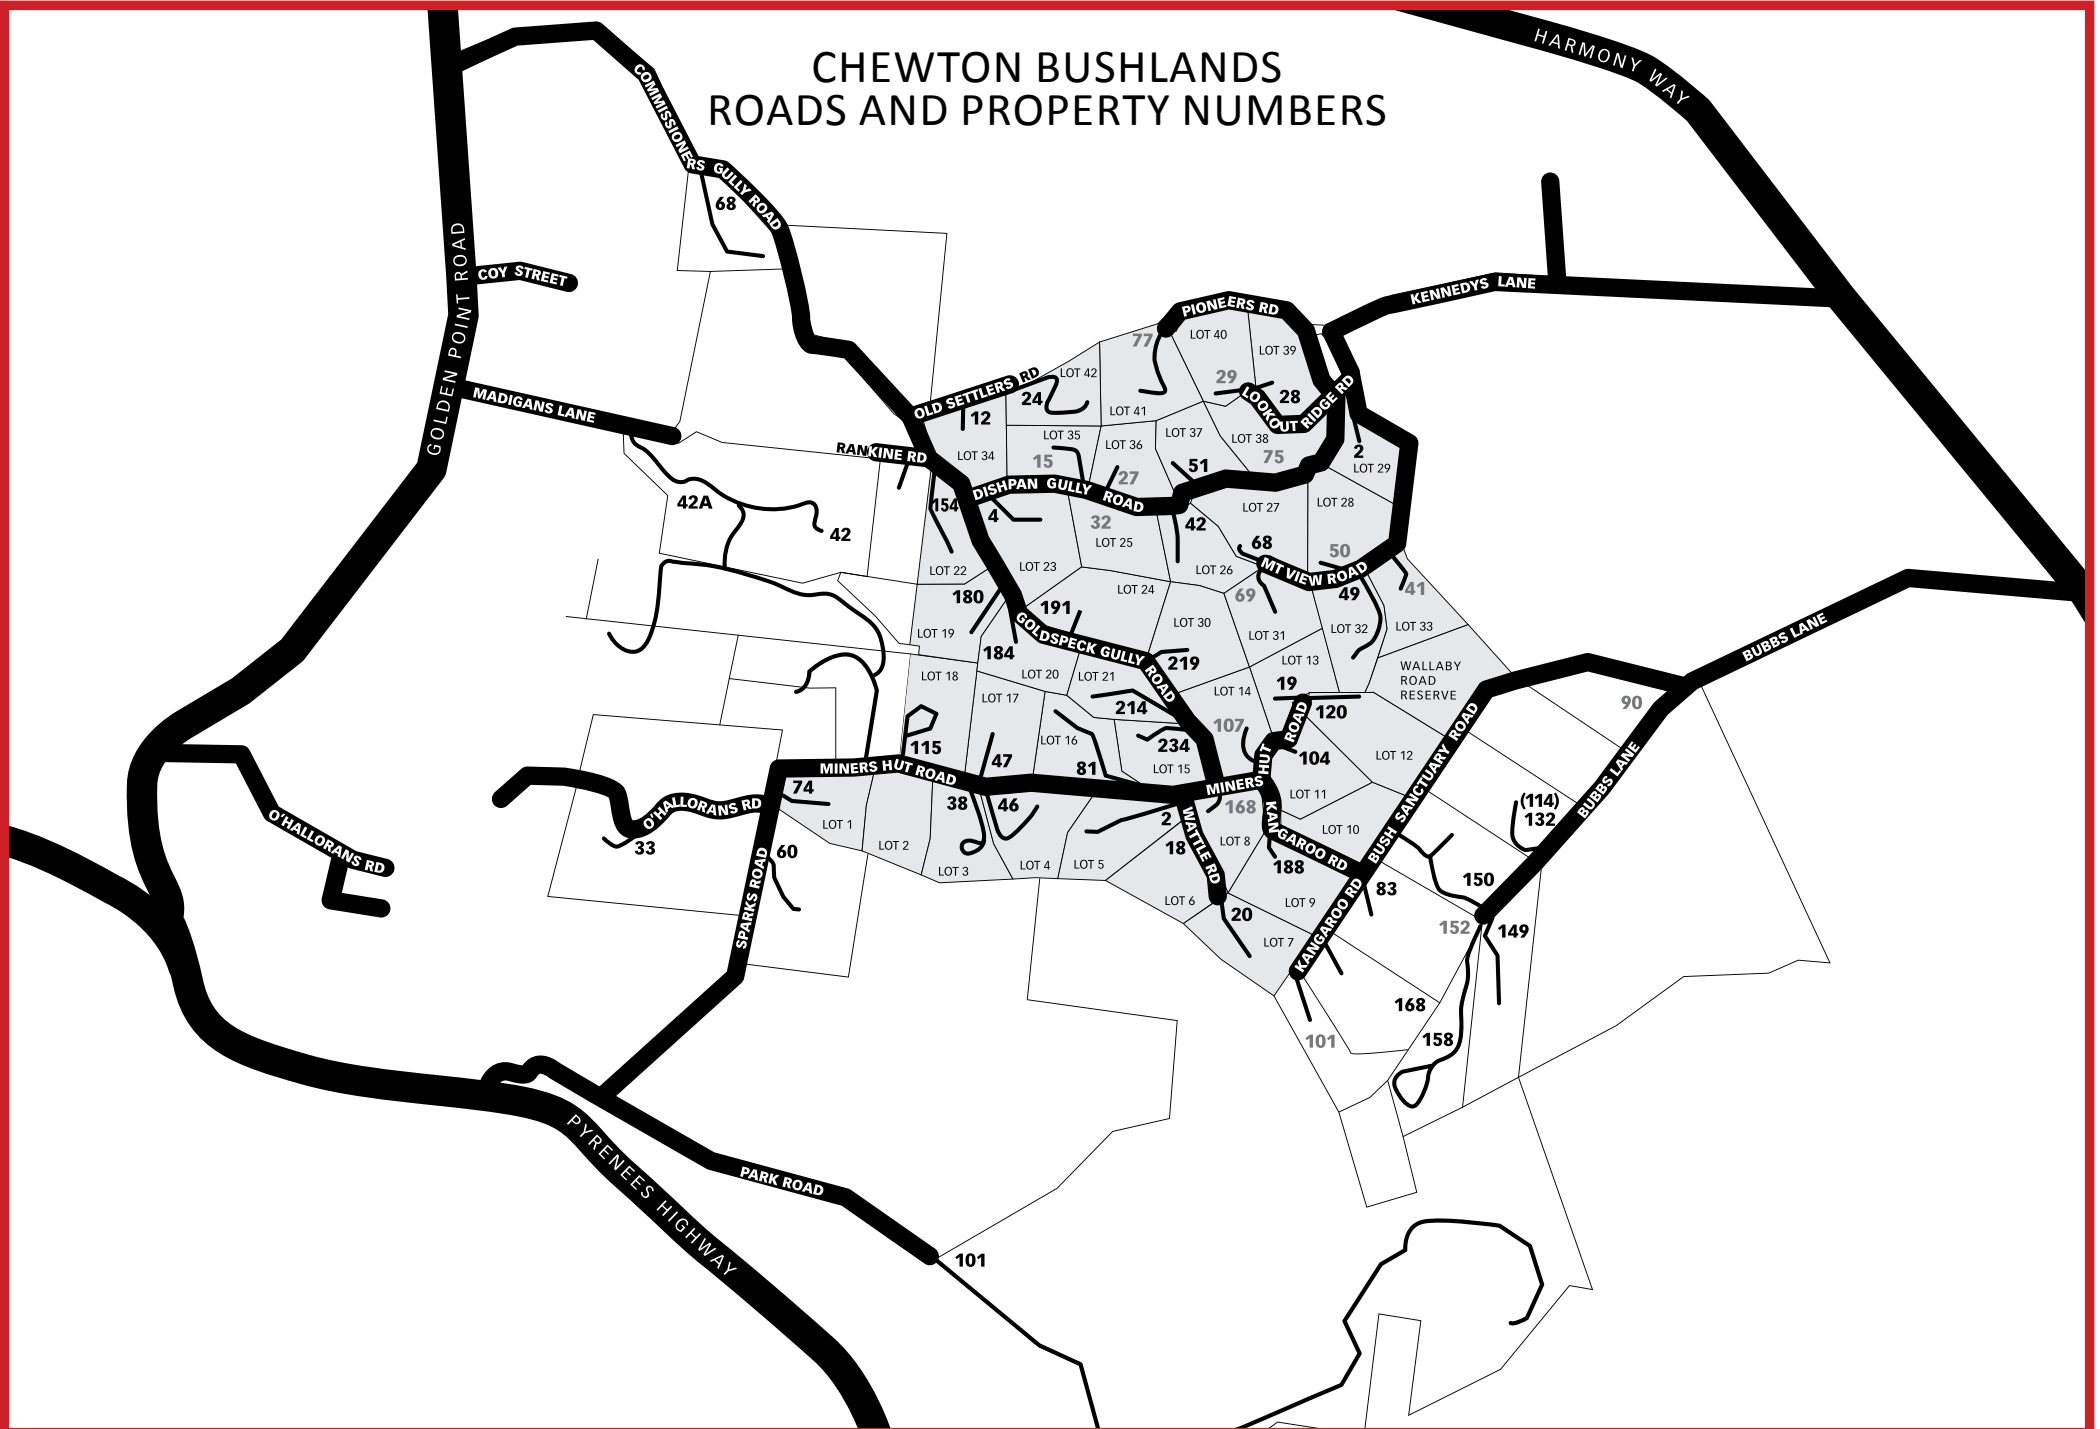 CHEWTON BUSHLANDS
ROADS AND PROPERTY NUMBERS
HARMONY WAY
COMMISSIONERS GULLY ROAD
68
GOLDEN POINT ROAD
COY STREET
MADIGANS LANE
KENNEDYS LANE
PIONEERS RD
77
LOT 40
LOT 39
29
28
LOOKOUT RIDGE RD
OLD SETTLERS RD
LOT 42
24
12
LOT 41
RANKINE RD
LOT 34
LOT 35
15
LOT 36
27
LOT 37
51
LOT 38
75
2
LOT 29
DISHPAN GULLY ROAD
42A
42
154
4
32
LOT 25
42
LOT 27
LOT 28
68
50
MT VIEW ROAD
LOT 22
LOT 23
LOT 26
69
49
41
180
191
LOT 24
LOT 30
LOT 31
LOT 32
LOT 33
GOLDSPECK GULLY ROAD
LOT 19
184
219
LOT 13
WALLABY
ROAD
RESERVE
LOT 18
LOT 20
LOT 21
LOT 17
214
LOT 14
19
120
107
BUBBS LANE
90
115
47
LOT 16
81
234
LOT 15
104
LOT 12
MINERS HUT ROAD
MINERS HUT ROAD
BUSH SANCTUARY ROAD
BUBBS LANE
74
38
46
2
168
LOT 11
(114)
132
O'HALLORANS RD
O'HALLORANS RD
33
LOT 1
60
LOT 2
LOT 3
LOT 4
LOT 5
18
WATTLE RD
LOT 8
KANGAROO RD
LOT 10
188
83
150
SPARKS ROAD
LOT 6
20
LOT 9
LOT 7
KANGAROO RD
152
149
168
101
158
PYRENEES HIGHWAY
PARK ROAD
101